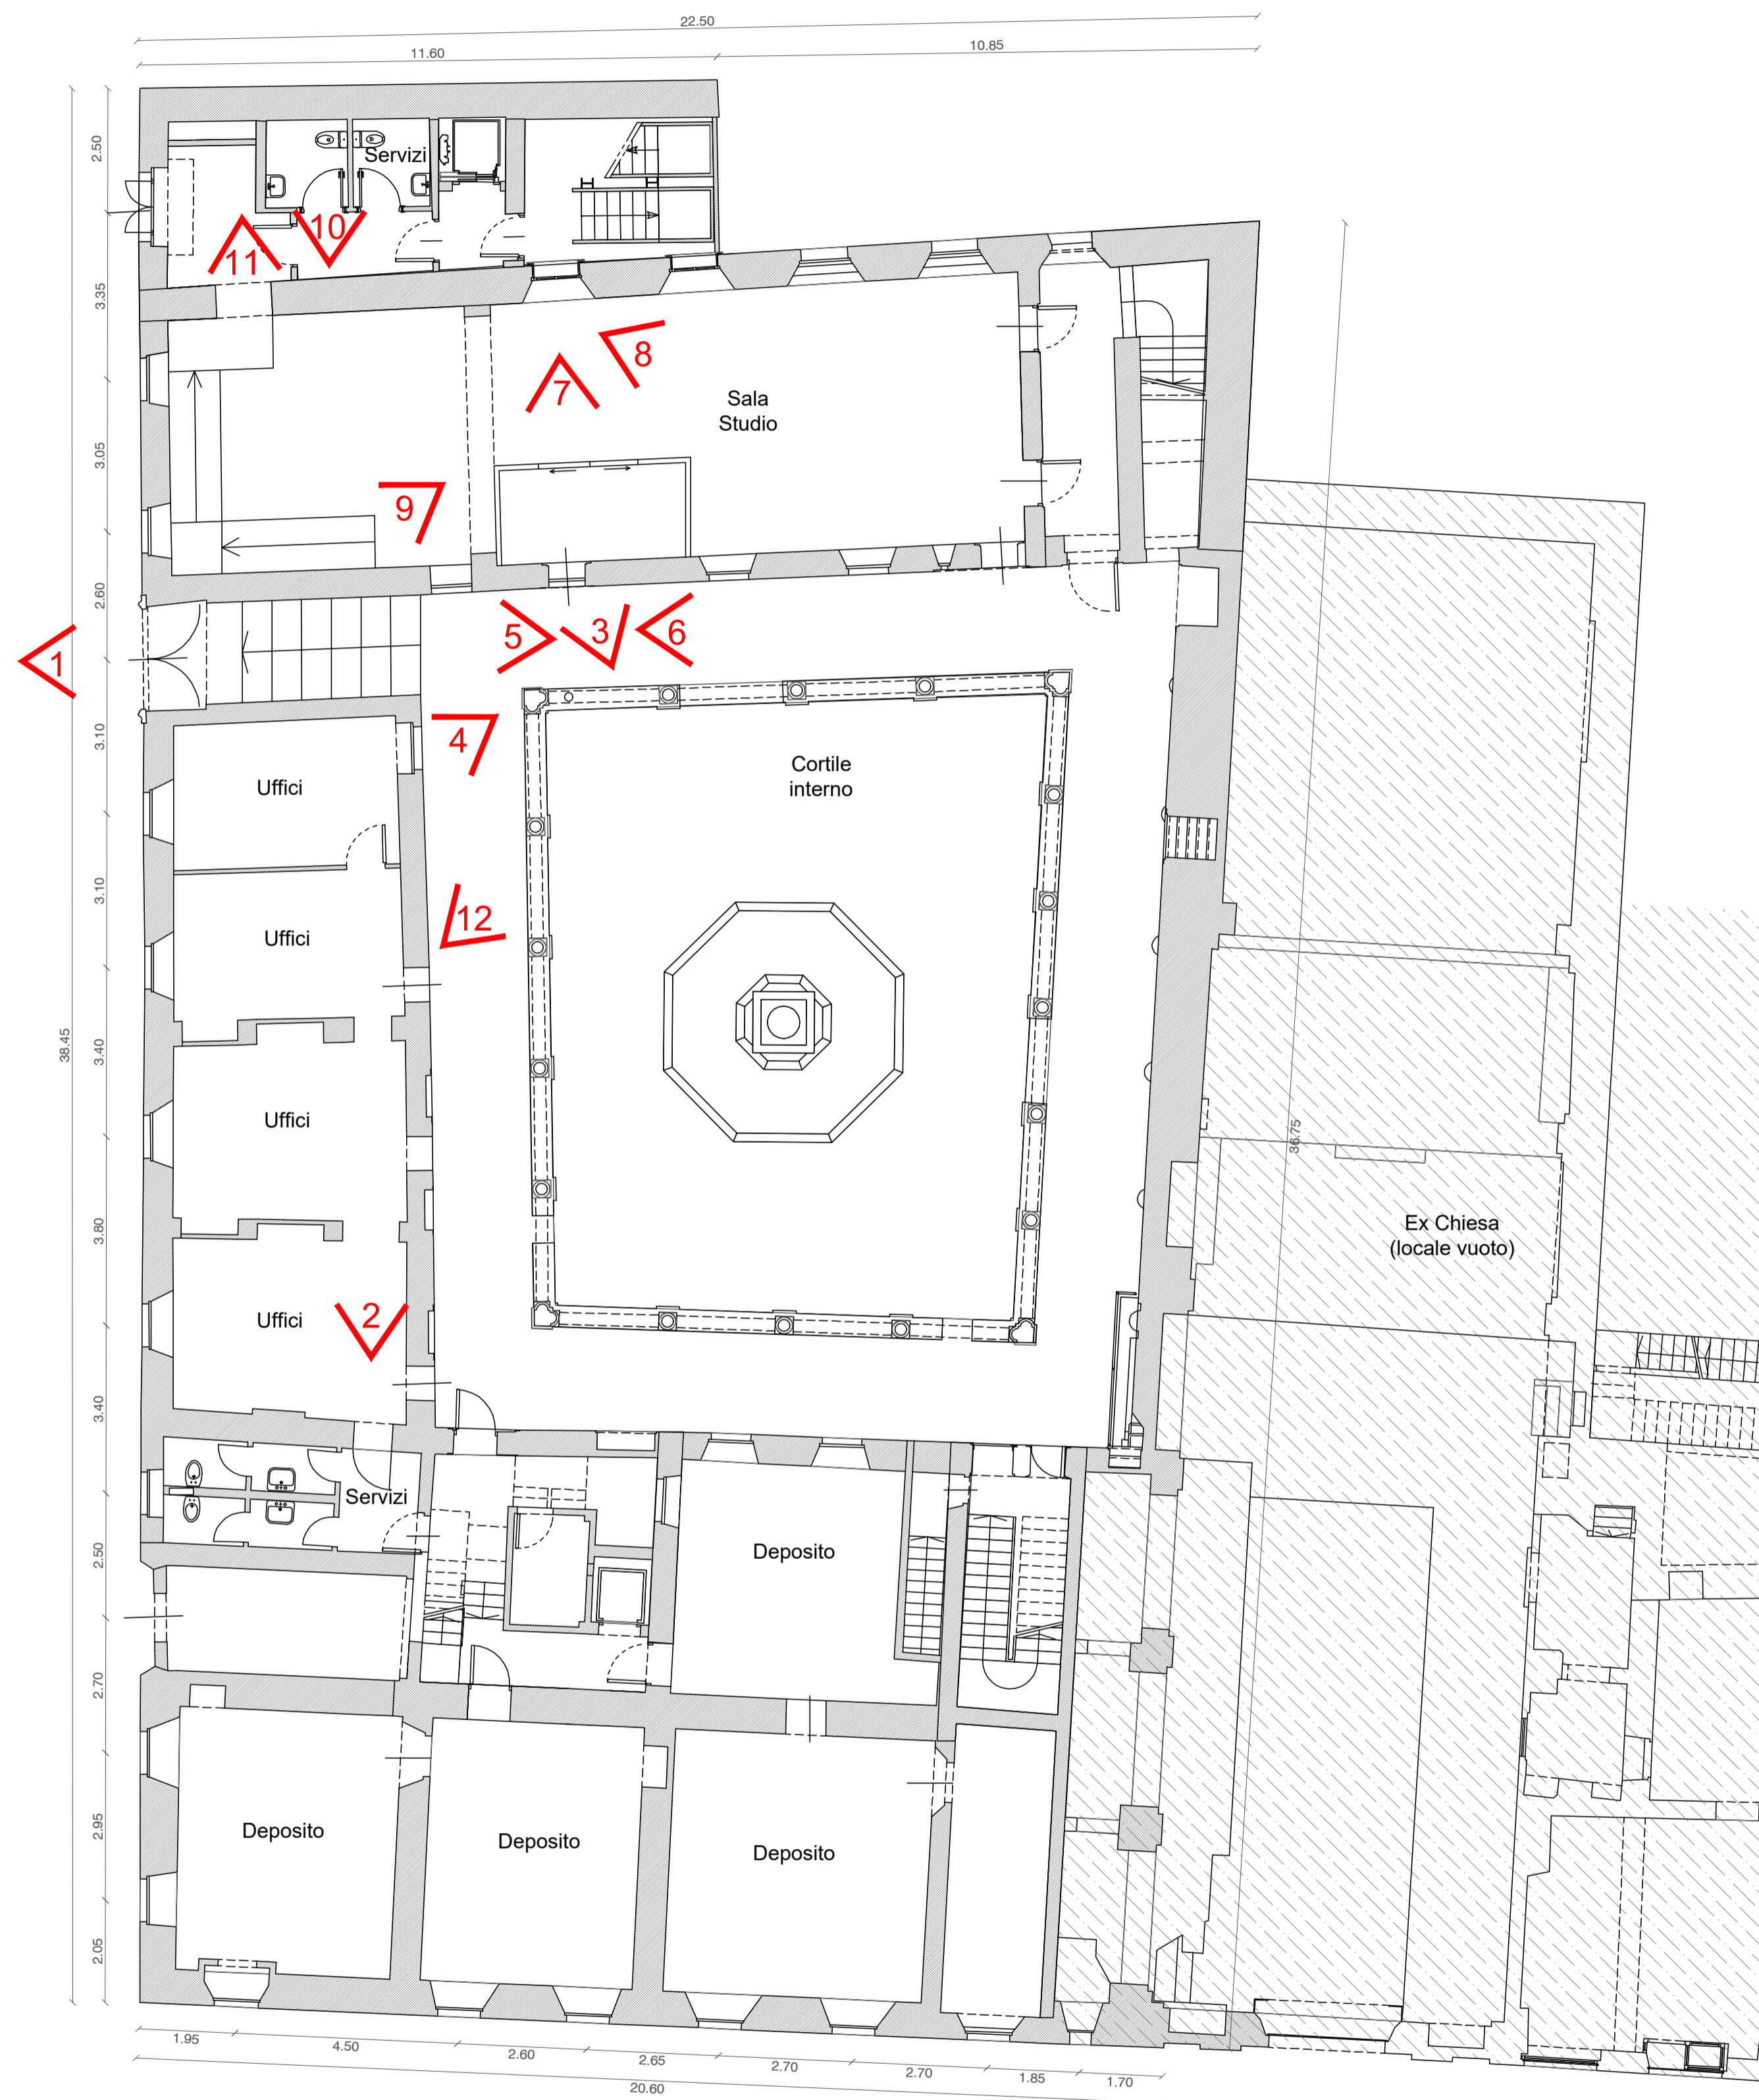 22.50
11.60
10.85
2.50
Servizi
10
11
3.35
8
7
Sala
Studio
3.05
9
2.60
5
3
6
1
4
3.10
Cortile
interno
Uffici
3.10
12
Uffici
38.45
3.40
Uffici
36.75
3.80
Ex Chiesa
(locale vuoto)
Uffici
2
3.40
Servizi
2.50
Deposito
2.70
2.95
Deposito
Deposito
Deposito
2.05
1.95
4.50
2.60
2.65
2.70
2.70
1.85
1.70
20.60